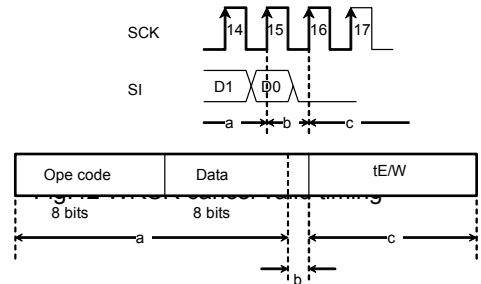 SCK 14 15 16 17
SI D1 D0
a b c
Ope code Data tE/W
8 bits 8 bits
a c
b